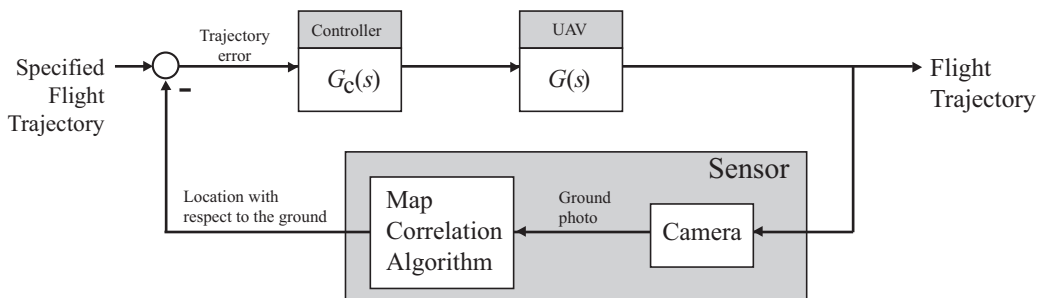 Specified
Flight
Trajectory
Trajectory
error
Controller
Gc(s)
UAV
G(s)
Flight
Trajectory
-
Sensor
Location with
respect to the ground
Map
Correlation
Algorithm
Ground
photo
Camera